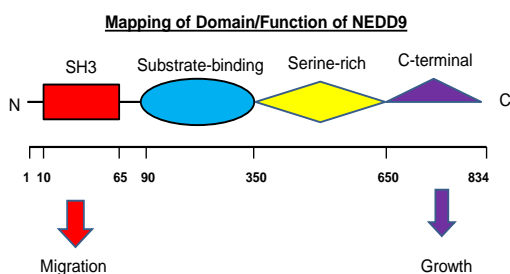 Mapping of Domain/Function of NEDD9
SH3 Substrate-binding Serine-rich C-terminal
N C
1 10 65 90 350 650 834
Migration Growth